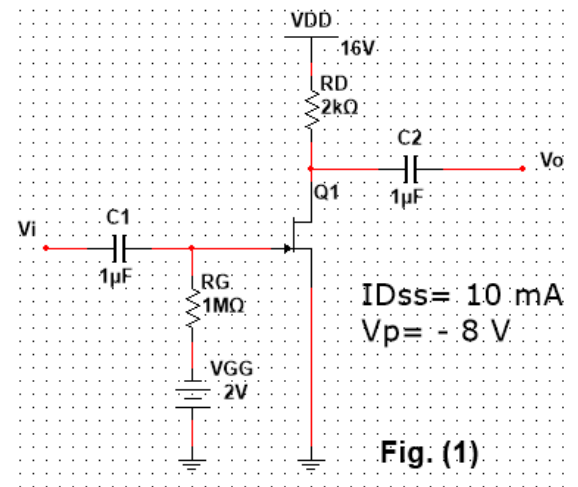 VDD
16V
RD
2kΩ
C2
1µF
Vo
Q1
Vi
C1
1µF
RG
1MΩ
IDss= 10 mA
Vp= - 8 V
VGG
2V
Fig. (1)